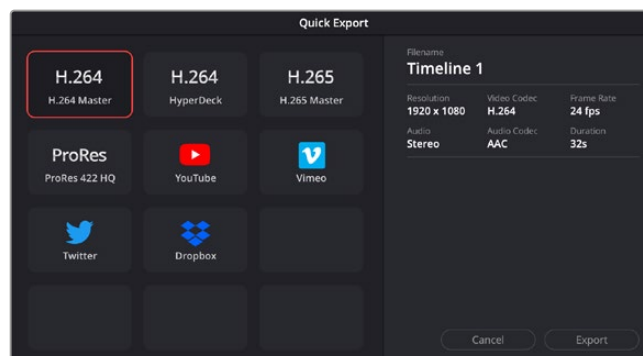 Quick Export
H.264
H.264 Master
H.264
HyperDeck
H.265
H.265 Master
ProRes
ProRes 422 HQ
YouTube
Vimeo
Twitter
Dropbox
Filename
Timeline 1
Resolution Video Codec Frame Rate
1920 x 1080 H.264 24 fps
Audio Audio Codec Duration
Stereo AAC 32s
Cancel Export